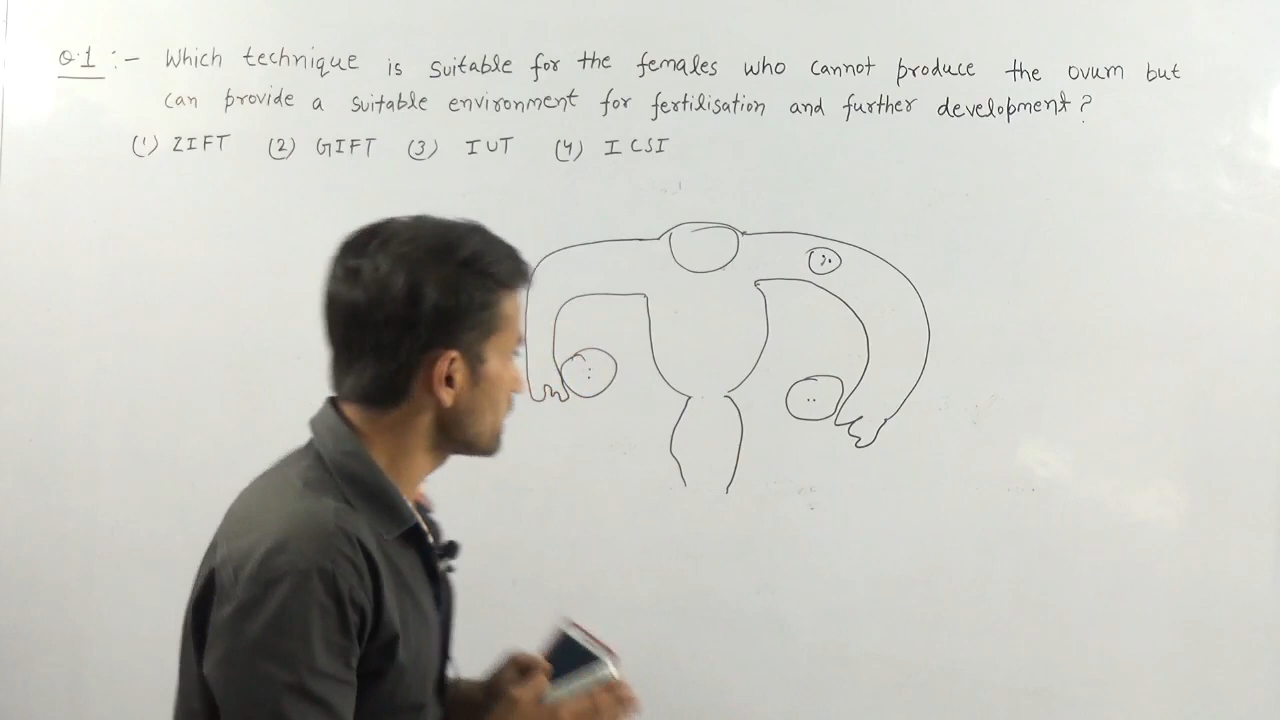 Q.1 :- Which technique is suitable for the females who cannot produce the ovum but
can provide a suitable environment for fertilisation and further development?
(1) ZIFT (2) GIFT (3) IUT (4) ICSI